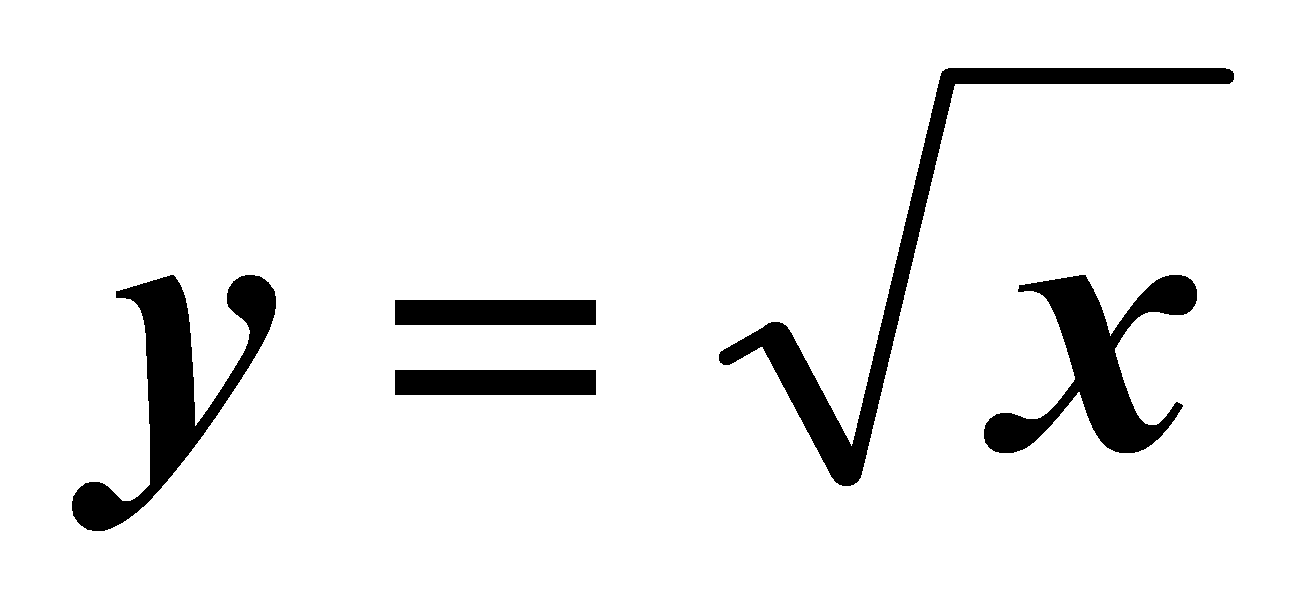 y = √x